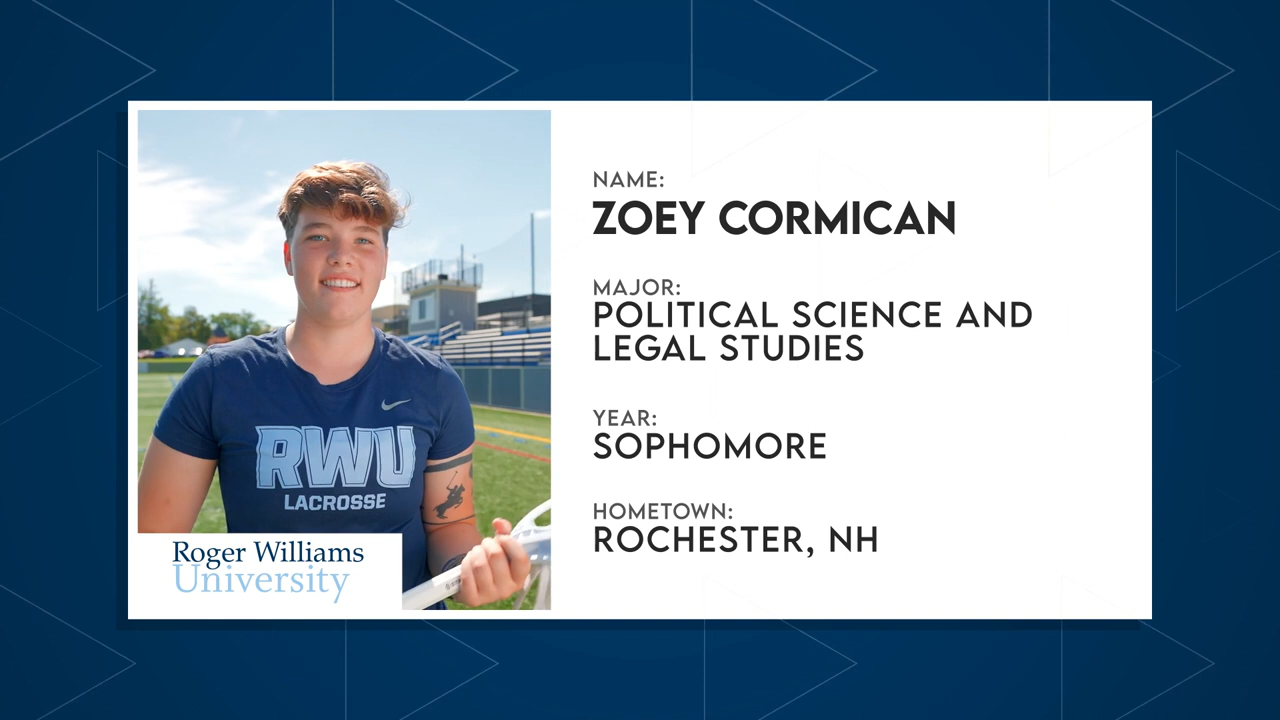 RWU
LACROSSE
Roger Williams
University
NAME:
ZOEY CORMICAN
MAJOR:
POLITICAL SCIENCE AND
LEGAL STUDIES
YEAR:
SOPHOMORE
HOMETOWN:
ROCHESTER, NH